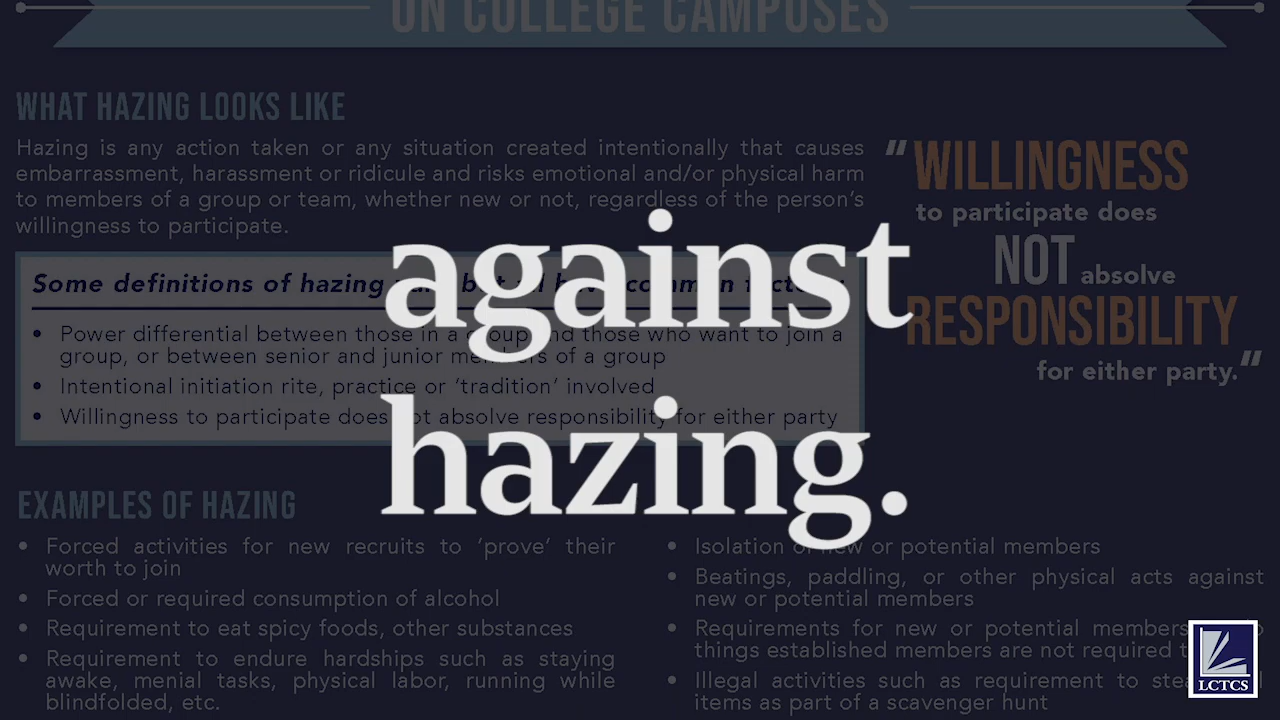 ON COLLEGE CAMPUSES
WHAT HAZING LOOKS LIKE
Hazing is any action taken or any situation created intentionally that causes
embarrassment, harassment or ridicule and risks emotional and/or physical harm
to members of a group or team, whether new or not, regardless of the person's
willingness to participate.
Some definitions of hazing
Power differential between those in a group and those who want to join a
group, or between senior and junior members of a group
• Intentional initiation rite, practice or 'tradition' involved
• Willingness to participate does not absolve responsibility for either party
"WILLINGNESS
to participate does
NOT absolve
RESPONSIBILITY
for either party."
against
hazing.
EXAMPLES OF HAZING
• Forced activities for new recruits to 'prove' their
worth to join
• Forced or required consumption of alcohol
• Requirement to eat spicy foods, other substances
• Requirement to endure hardships such as staying
awake, menial tasks, physical labor, running while
blindfolded, etc.
• Isolation of new or potential members
• Beatings, paddling, or other physical acts against
new or potential members
• Requirements for new or potential members
things established members are not required
• Illegal activities such as requirement to
items as part of a scavenger hunt
LCTCS